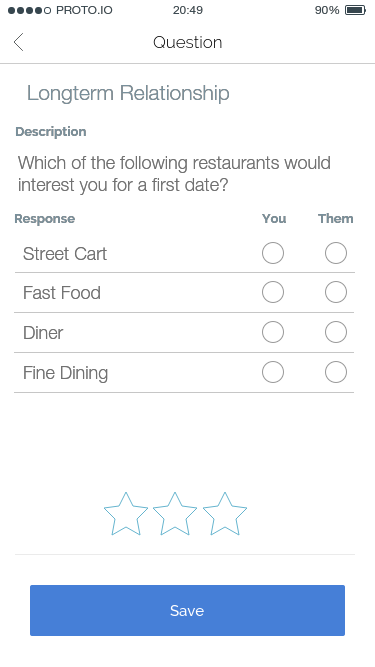 PROTO.IO 20:49 90%
Question
Longterm Relationship
Description
Which of the following restaurants would
interest you for a first date?
Response You Them
Street Cart
Fast Food
Diner
Fine Dining
Save